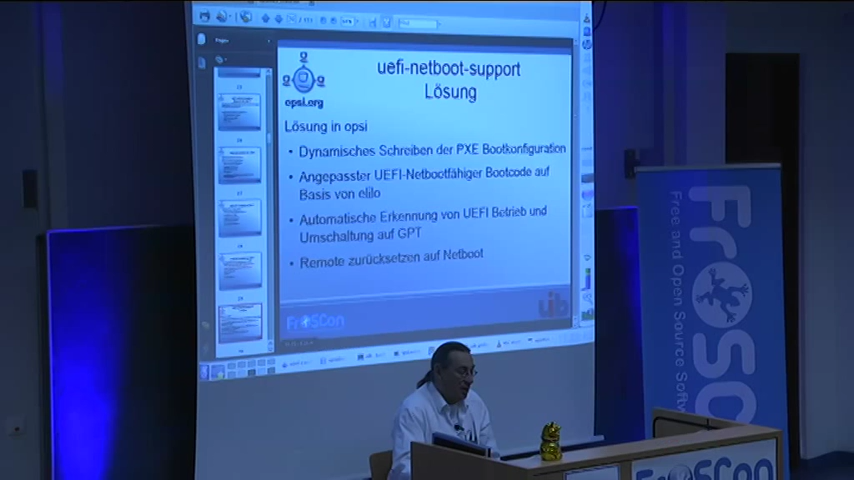 uefi-netboot-support
Lösung
opsi.org
Lösung in opsi
• Dynamisches Schreiben der PXE Bootkonfiguration
• Angepasster UEFI-Netbootfähiger Bootcode auf
Basis von elilo
• Automatische Erkennung von UEFI Betrieb und
Umschaltung auf GPT
• Remote zurücksetzen auf Netboot
FrOSCon
uib
FrOSCon
Free and Open Source Softw
FrOSCon